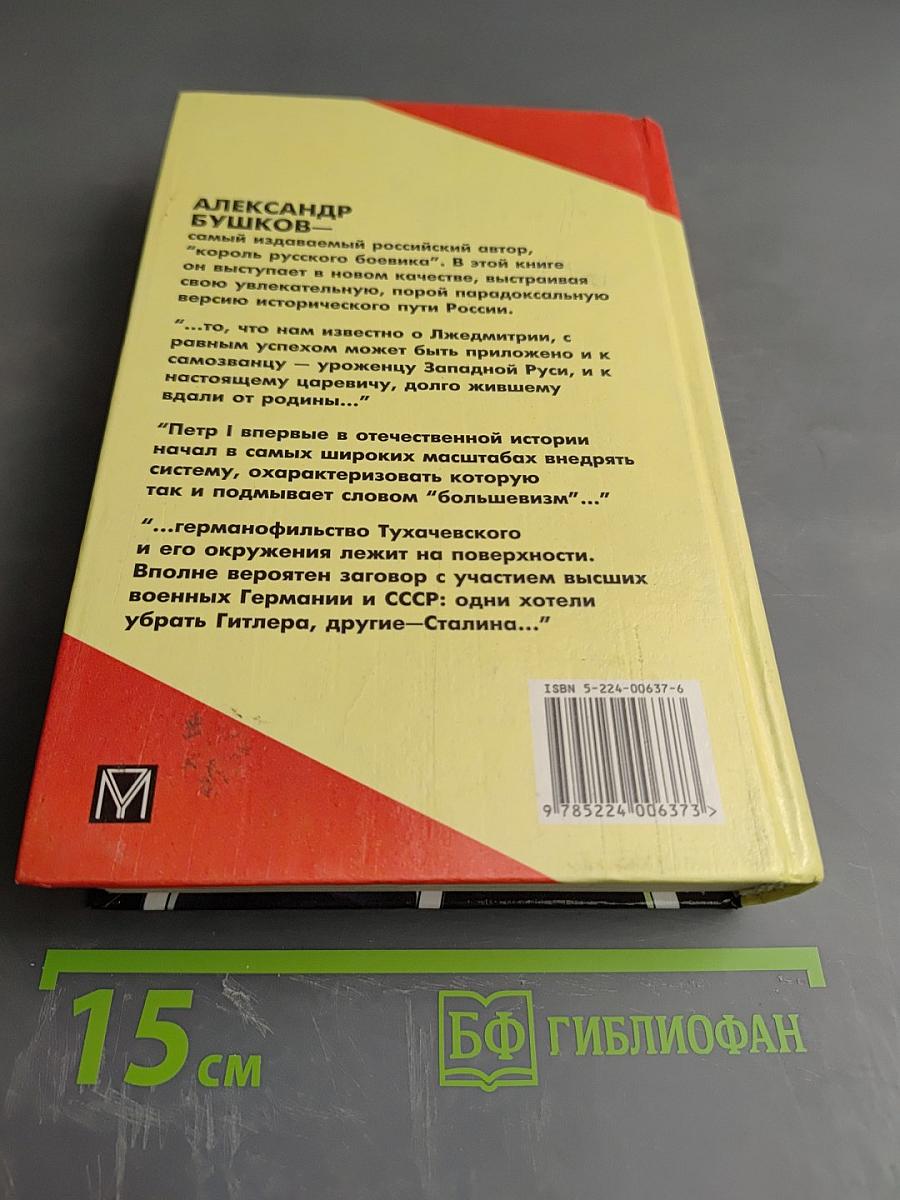 АЛЕКСАНДР
БУШКОВ—
самый издаваемый российский автор,
"король русского боевика". В этой книге
он выступает в новом качестве, выстраивая
свою увлекательную, порой парадоксальную
версию исторического пути России.
"...то, что нам известно о Лжедмитрии, с
равным успехом может быть приложено и к
самозванцу — уроженцу Западной Руси, и к
настоящему царевичу, долго жившему
вдали от родины..."
"Петр I впервые в отечественной истории
начал в самых широких масштабах внедрять
систему, охарактеризовать которую
так и подмывает словом "большевизм"..."
"...германофильство Тухачевского
и его окружения лежит на поверхности.
Вполне вероятен заговор с участием высших
военных Германии и СССР: одни хотели
убрать Гитлера, другие—Сталина..."
ISBN 5-224-00637-6
9 785224 006373 >
15 см
БФ ГИБЛИОФАН